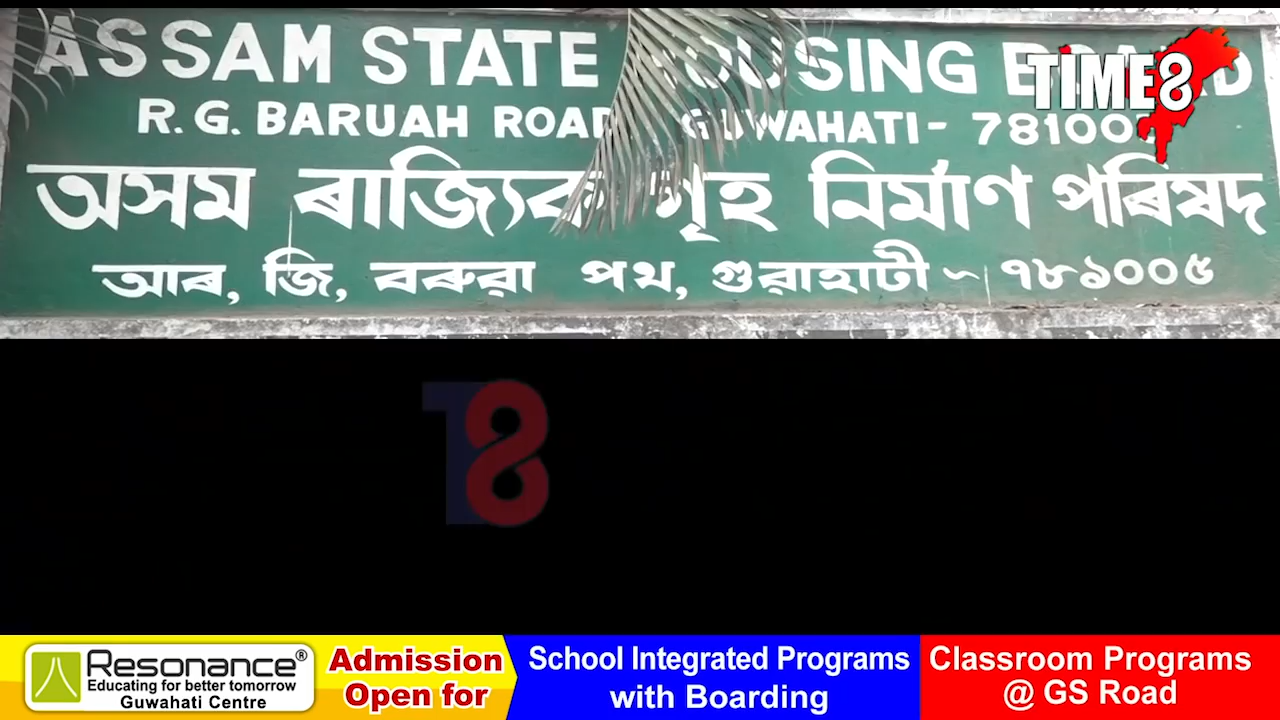 ASSAM STATE HOUSING BOARD
TIME8
R. G. BARUAH ROAD GUWAHATI - 781005
অসম ৰাজ্যিক গৃহ নিৰ্মাণ পৰিষদ
আৰ, জি, বৰুৱা পথ, গুৱাহাটী ~ ৭৮১০০৫
T8
Resonance®
Educating for better tomorrow
Guwahati Centre
Admission
Open for
School Integrated Programs
with Boarding
Classroom Programs
@ GS Road